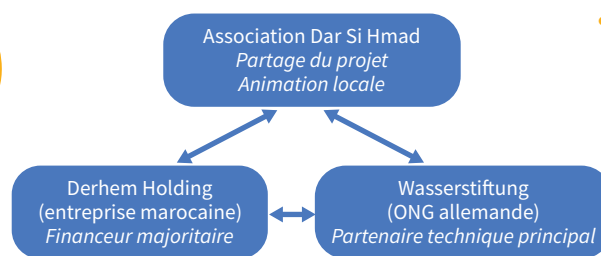 Association Dar Si Hmad
Partage du projet
Animation locale
Derhem Holding
(entreprise marocaine)
Financeur majoritaire
Wasserstiftung
(ONG allemande)
Partenaire technique principal